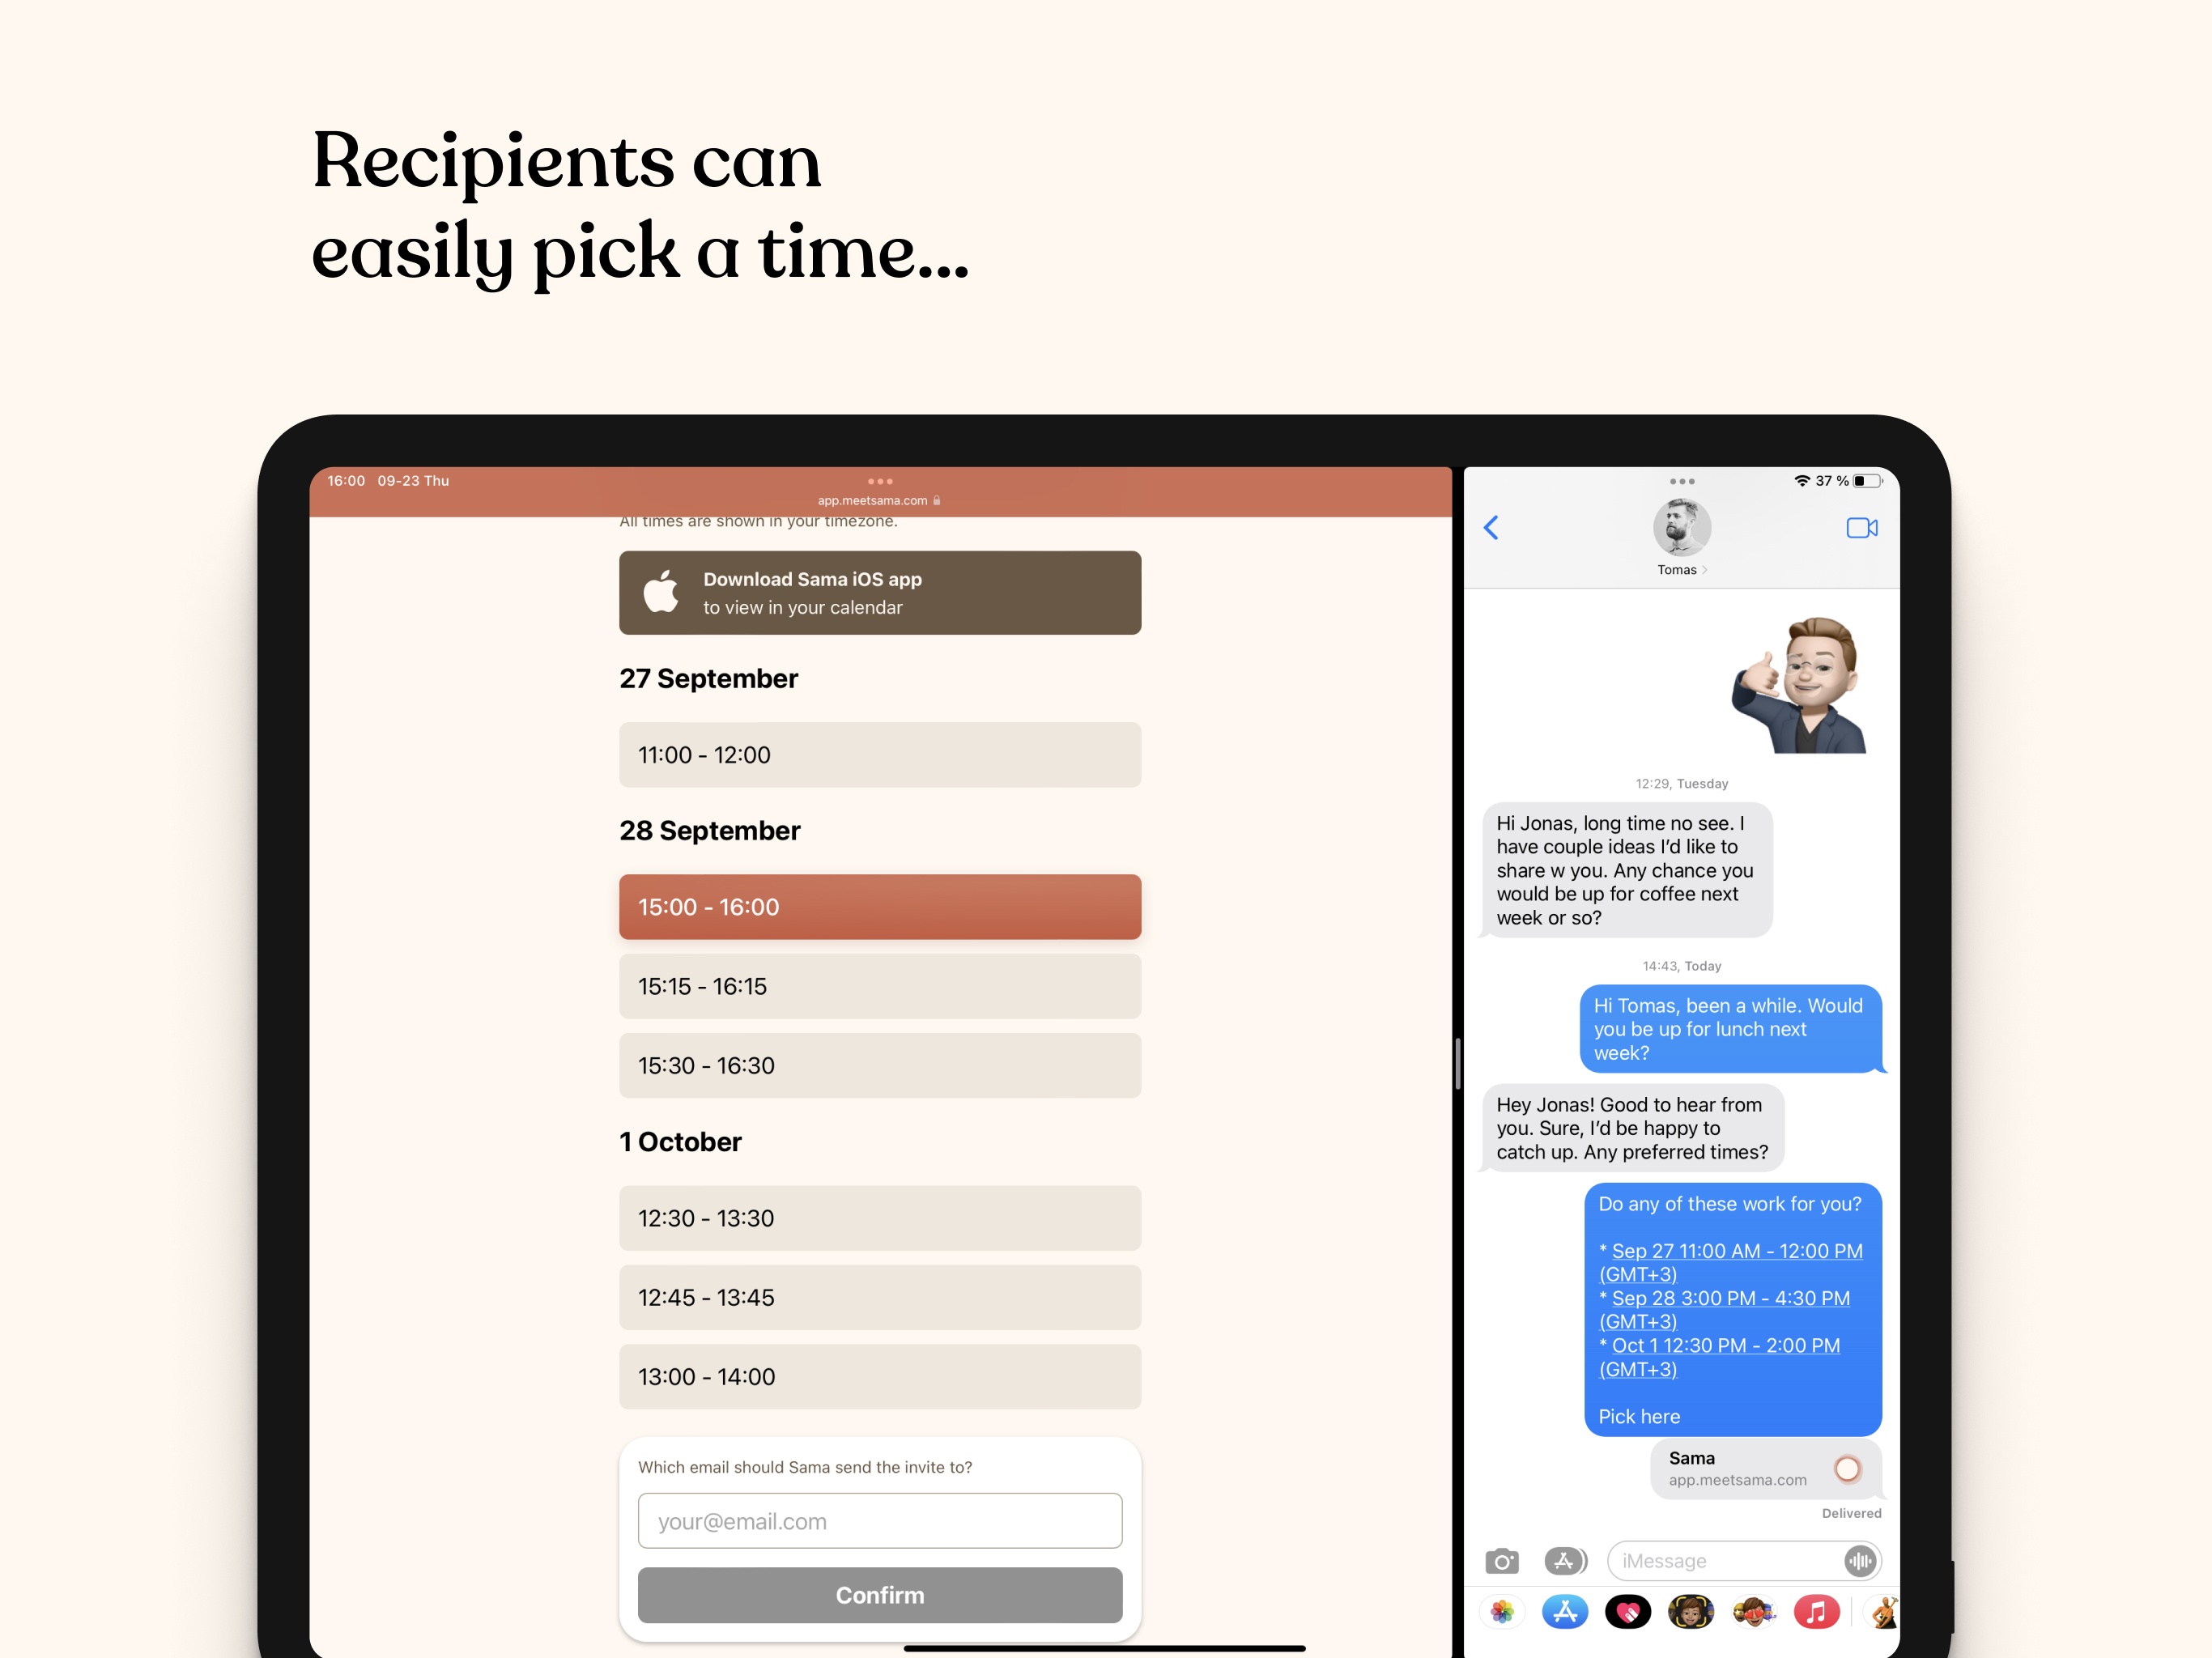 Recipients can
easily pick a time...
16:00 09-23 Thu
app.meetsama.com
All times are shown in your timezone.
Download Sama iOS app
to view in your calendar
27 September
11:00 - 12:00
28 September
15:00 - 16:00
15:15 - 16:15
15:30 - 16:30
1 October
12:30 - 13:30
12:45 - 13:45
13:00 - 14:00
Which email should Sama send the invite to?
your@email.com
Confirm
37 %
Tomas
12:29, Tuesday
Hi Jonas, long time no see. I
have couple ideas I'd like to
share w you. Any chance you
would be up for coffee next
week or so?
14:43, Today
Hi Tomas, been a while. Would
you be up for lunch next
week?
Hey Jonas! Good to hear from
you. Sure, I'd be happy to
catch up. Any preferred times?
Do any of these work for you?
* Sep 27 11:00 AM - 12:00 PM
(GMT+3)
* Sep 28 3:00 PM - 4:30 PM
(GMT+3)
* Oct 1 12:30 PM - 2:00 PM
(GMT+3)
Pick here
Sama
app.meetsama.com
Delivered
iMessage